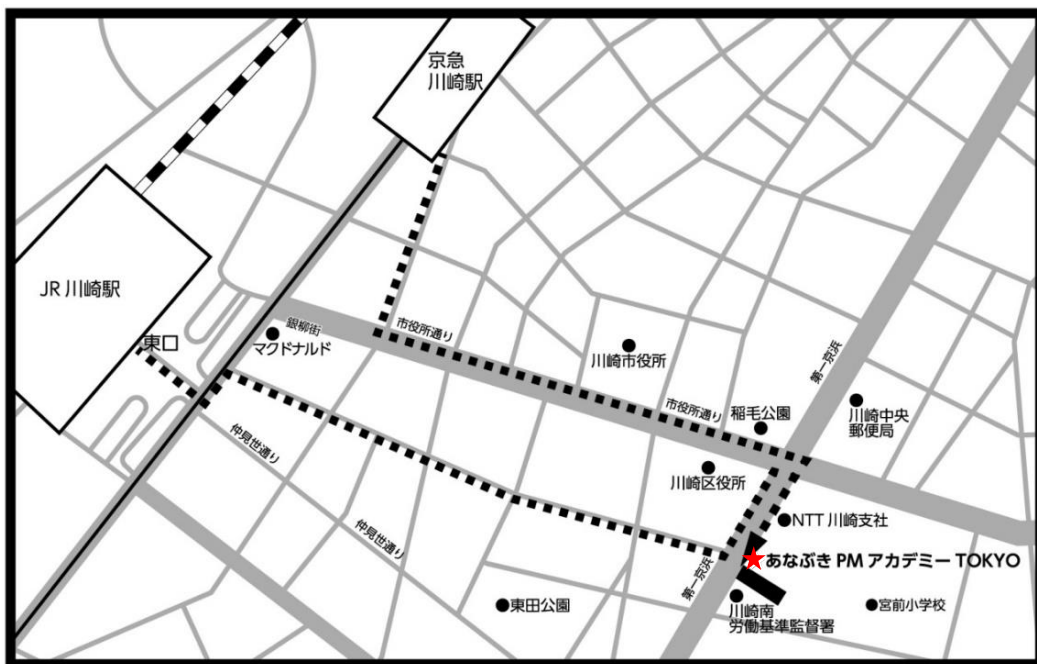 京急
川崎駅
JR 川崎駅
東口
銀柳街
マクドナルド
市役所通り
川崎市役所
第一京浜
市役所通り
稲毛公園
川崎中央
郵便局
仲見世通り
川崎区役所
NTT 川崎支社
仲見世通り
あなぶき PM アカデミー TOKYO
第一京浜
東田公園
川崎南
労働基準監督署
宮前小学校